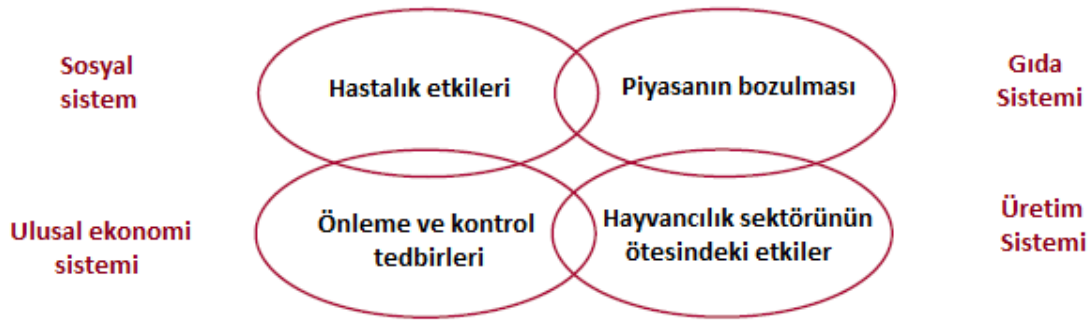 Sosyal
sistem
Hastalık etkileri
Piyasanın bozulması
Gıda
Sistemi
Ulusal ekonomi
sistemi
Önleme ve kontrol
tedbirleri
Hayvancılık sektörünün
ötesindeki etkiler
Üretim
Sistemi